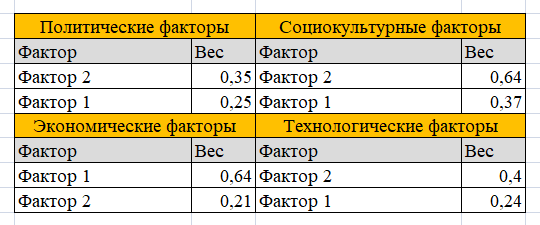 Политические факторы Социокультурные факторы
Фактор Вес Фактор Вес
Фактор 2 0,35 Фактор 2 0,64
Фактор 1 0,25 Фактор 1 0,37
Экономические факторы Технологические факторы
Фактор Вес Фактор Вес
Фактор 1 0,64 Фактор 2 0,4
Фактор 2 0,21 Фактор 1 0,24